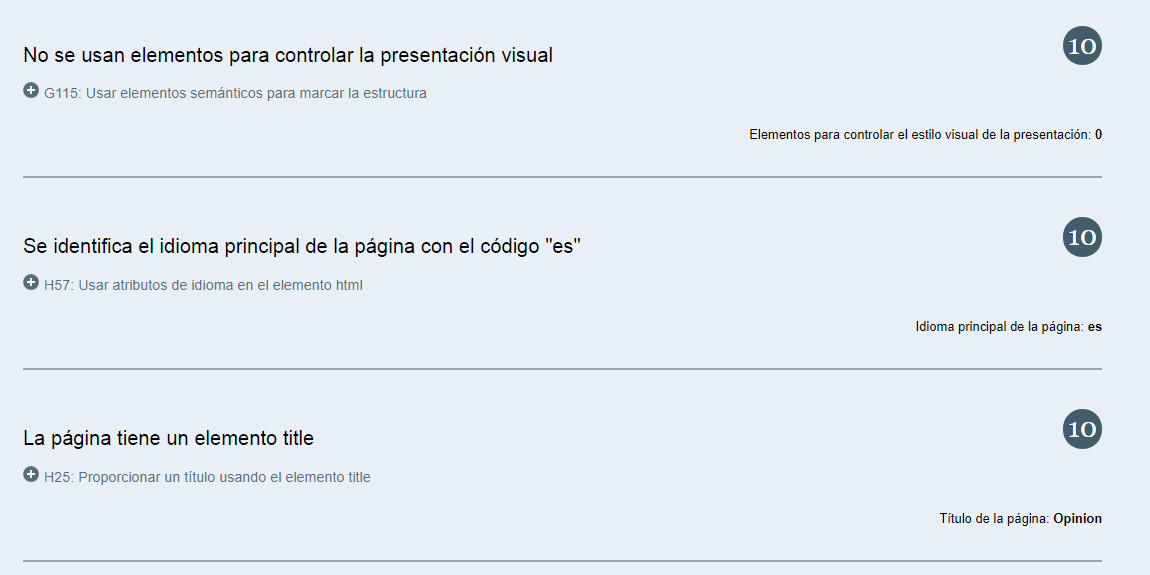 No se usan elementos para controlar la presentación visual
10
G115: Usar elementos semánticos para marcar la estructura
Elementos para controlar el estilo visual de la presentación: 0
Se identifica el idioma principal de la página con el código "es"
10
H57: Usar atributos de idioma en el elemento html
Idioma principal de la página: es
La página tiene un elemento title
10
H25: Proporcionar un título usando el elemento title
Título de la página: Opinion